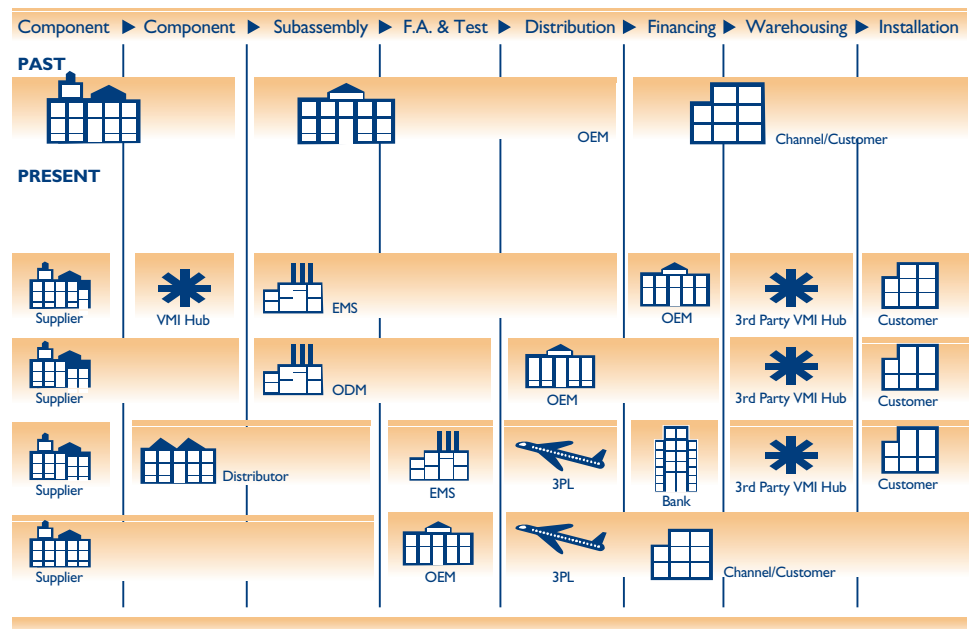 Component ▶ Component ▶ Subassembly ▶ F.A. & Test ▶ Distribution ▶ Financing ▶ Warehousing ▶ Installation
PAST
OEM
Channel/Customer
PRESENT
Supplier
VMI Hub
EMS
OEM
3rd Party VMI Hub
Customer
Supplier
ODM
OEM
3rd Party VMI Hub
Customer
Supplier
Distributor
EMS
3PL
Bank
3rd Party VMI Hub
Customer
Supplier
OEM
3PL
Channel/Customer